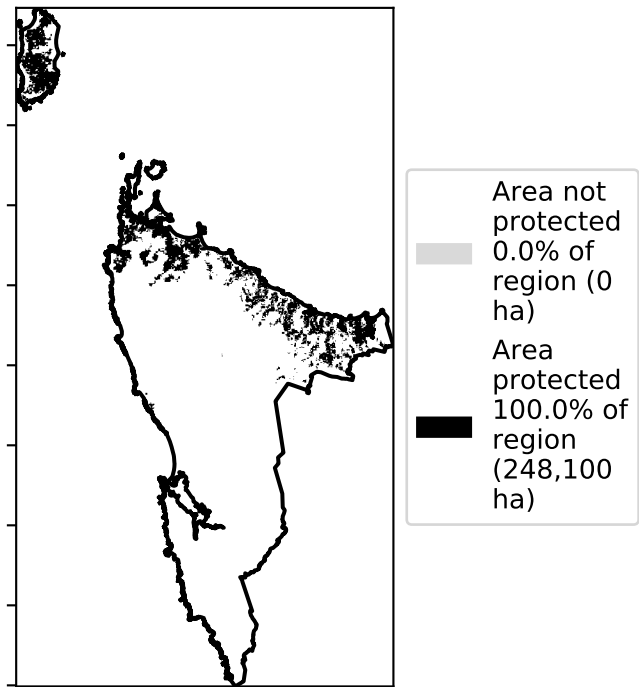 Area not
protected
0.0% of
region (0
ha)
Area
protected
100.0% of
region
(248,100
ha)